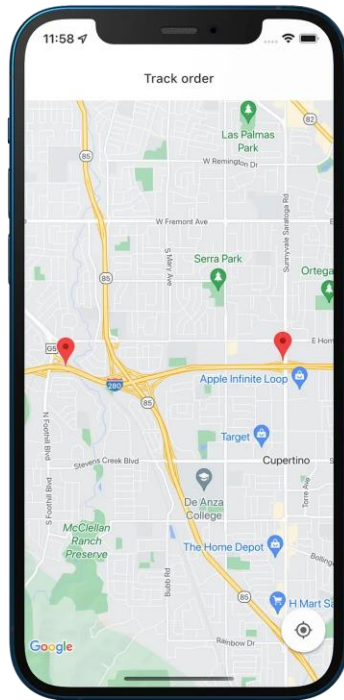 11:58
Track order
Las Palmas
Park
82
85
W Remington Dr
W Fremont Ave
Sunnyvale Saratoga Rd
S Mary Ave
Serra Park
Ortega
85
E Hom
G5
280
Apple Infinite Loop
85
N Foothill Blvd
Target
Stevens Creek Blvd
Cupertino
S Foothill Blvd
De Anza
College
Torre Ave
McClellan
Ranch
Preserve
The Home Depot
Bolling
Bubb Rd
85
H Mart Sa
Rainbow Dr
Google